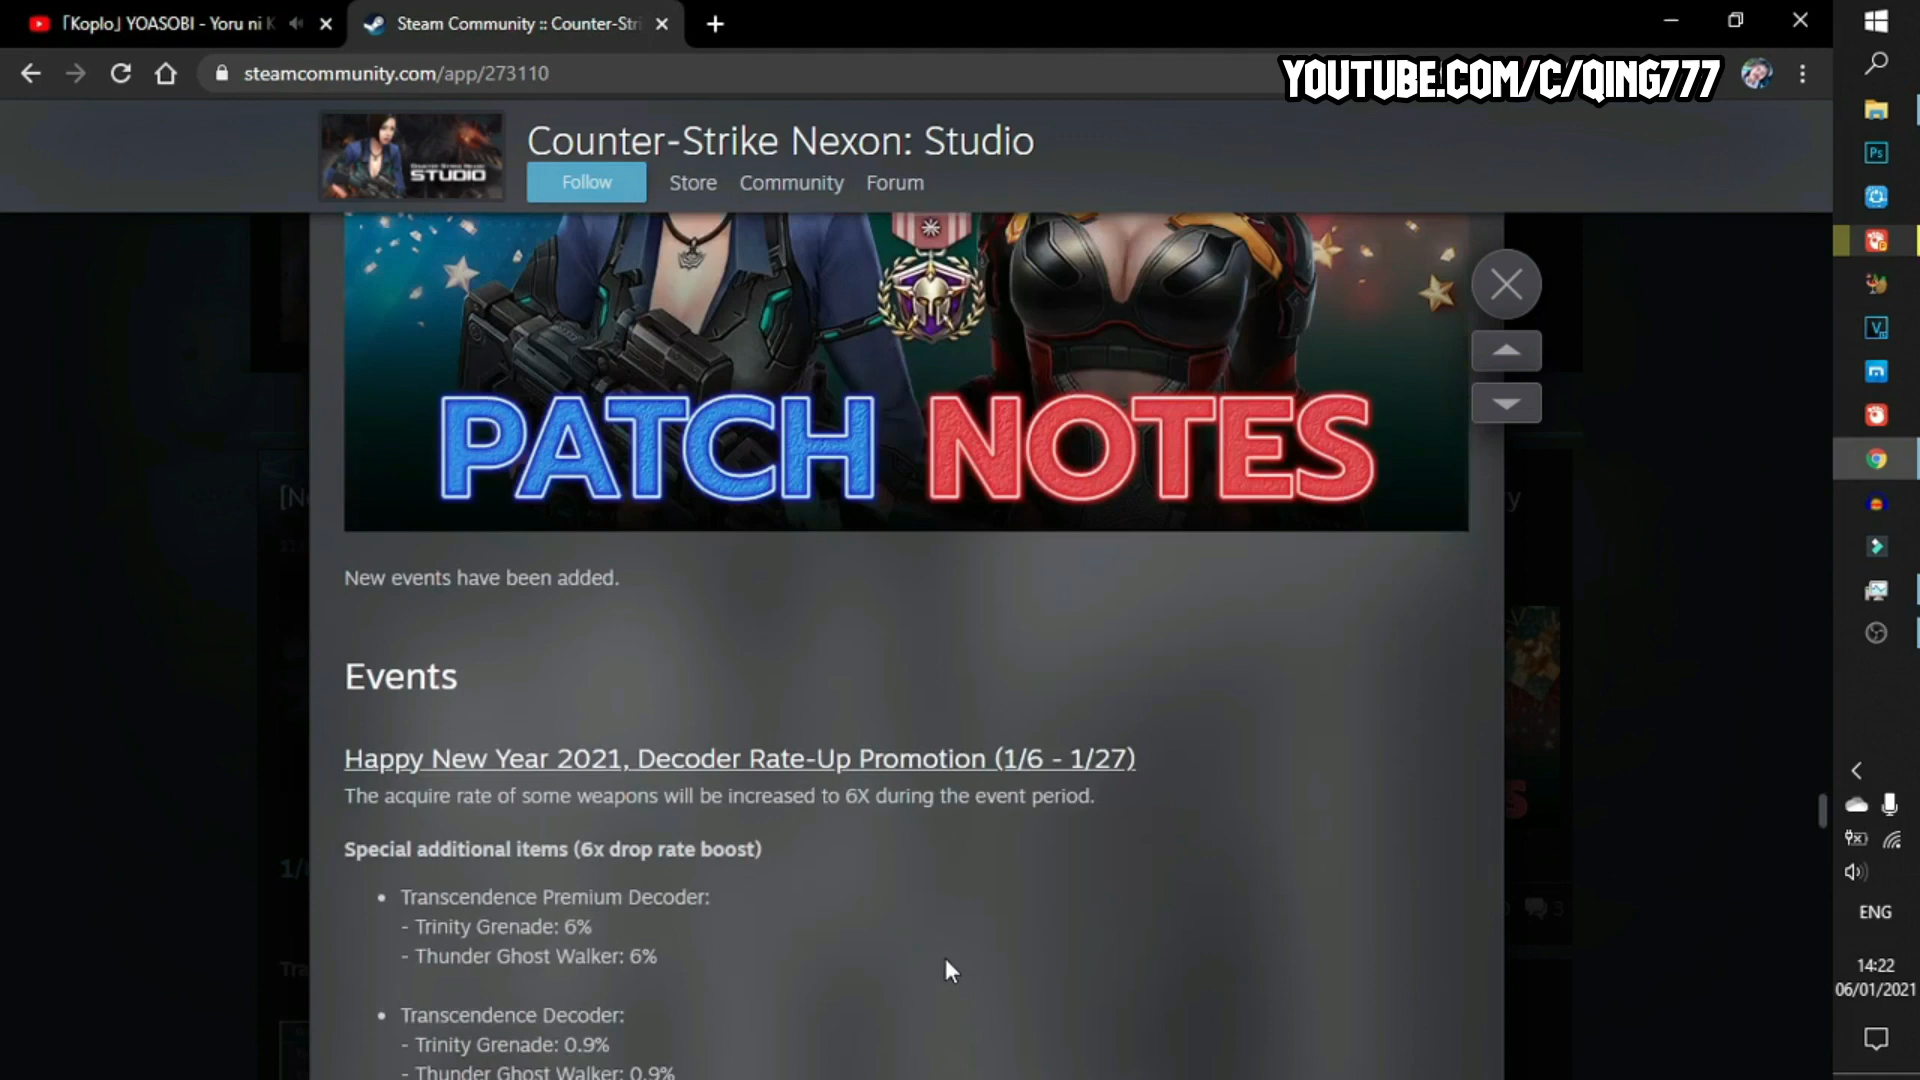 「Koplo」 YOASOBI - Yoru ni K
Steam Community :: Counter-Stri
steamcommunity.com/app/273110
YOUTUBE.COM/C/QING777
Counter-Strike Nexon: Studio
STUDIO
Follow
Store
Community
Forum
PATCH NOTES
New events have been added.
Events
Happy New Year 2021, Decoder Rate-Up Promotion (1/6 - 1/27)
The acquire rate of some weapons will be increased to 6X during the event period.
Special additional items (6x drop rate boost)
• Transcendence Premium Decoder:
- Trinity Grenade: 6%
- Thunder Ghost Walker: 6%
• Transcendence Decoder:
- Trinity Grenade: 0.9%
- Thunder Ghost Walker: 0.9%
ENG
14:22
06/01/2021